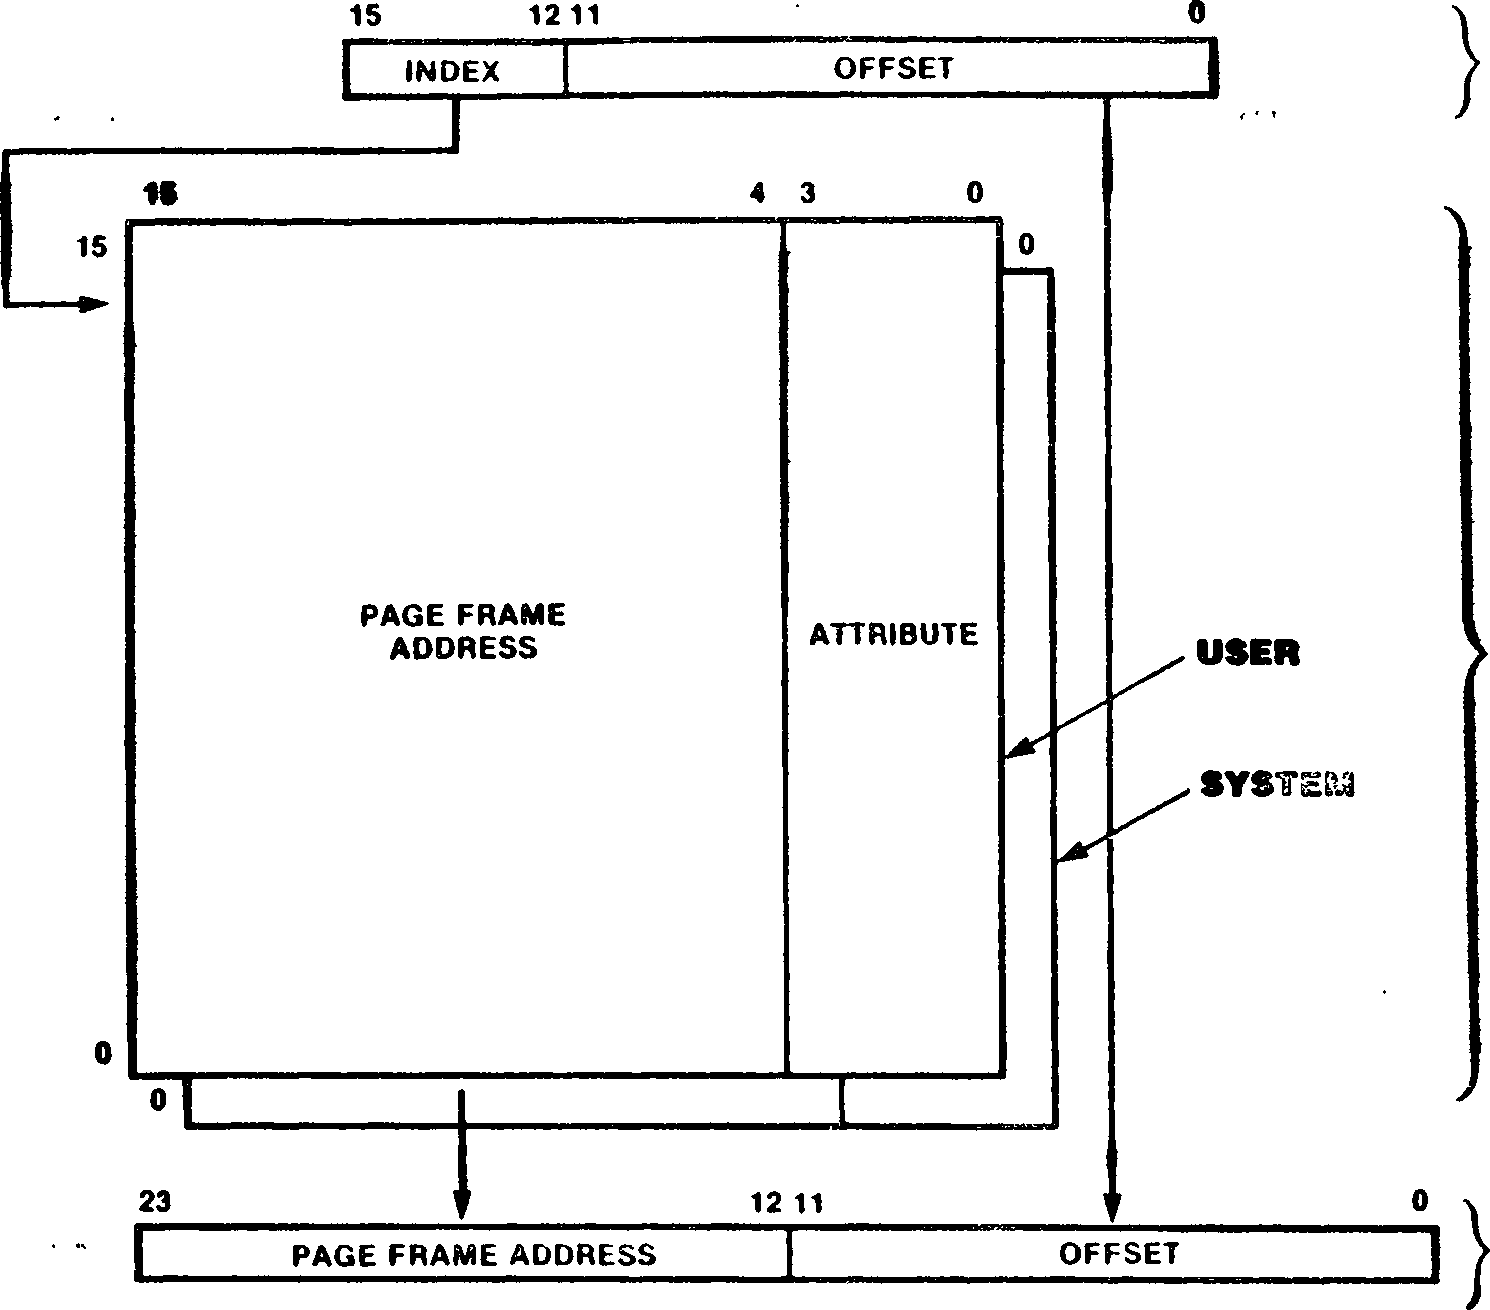 15 12 11 0
INDEX OFFSET
15 4 3 0
15 0
PAGE FRAME
ADDRESS
ATTRIBUTE
USER
SYSTEM
0
0
23 12 11 0
PAGE FRAME ADDRESS OFFSET